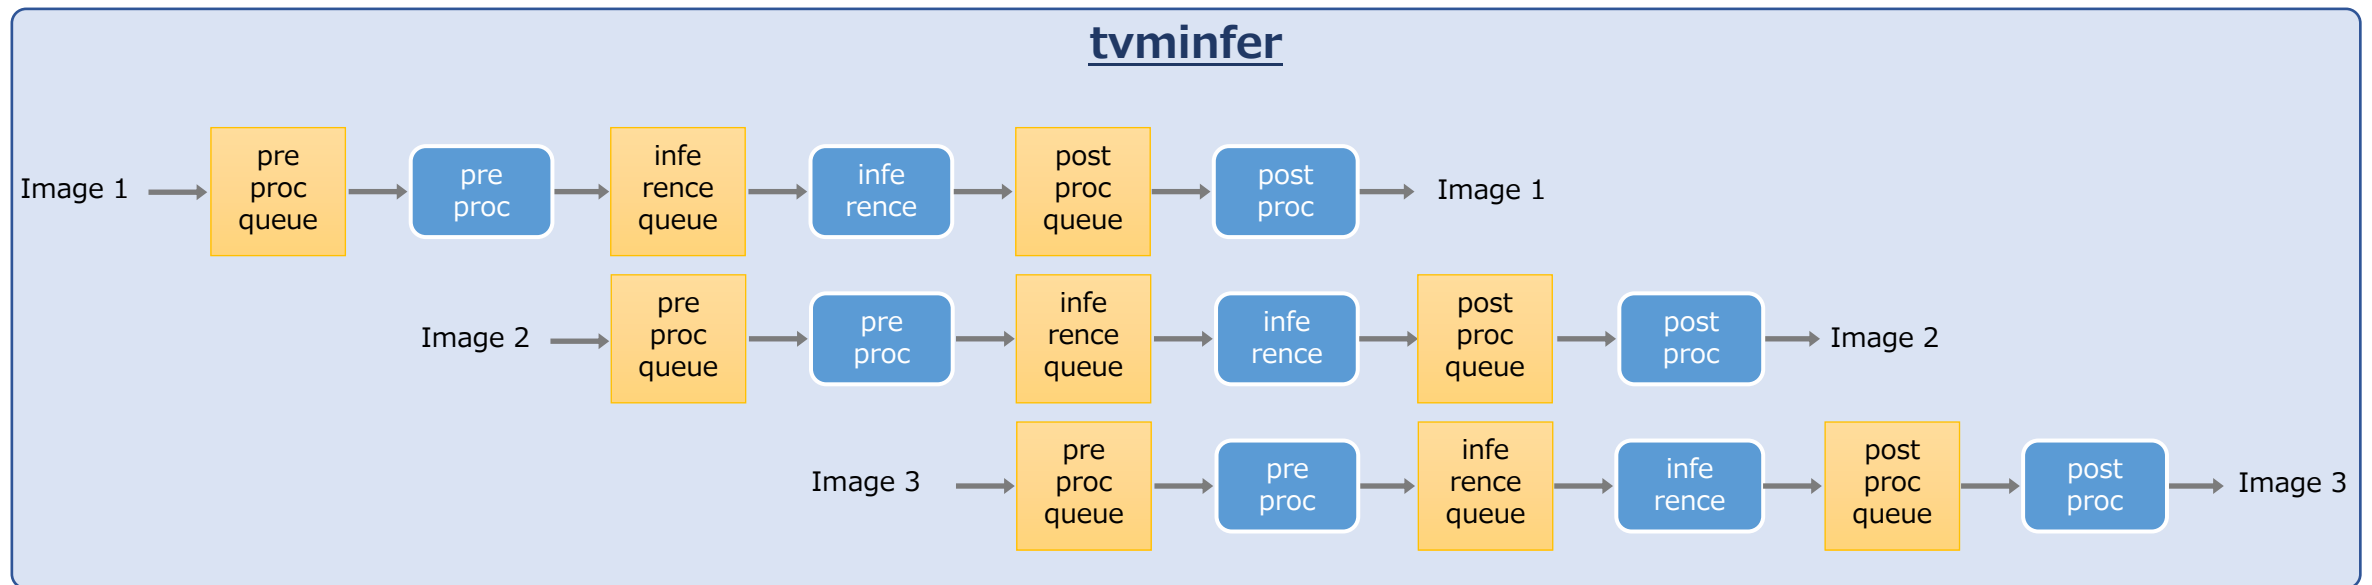 tvminfer
Image 1
pre
proc
queue
pre
proc
infe
rence
queue
infe
rence
post
proc
queue
post
proc
Image 1
Image 2
pre
proc
queue
pre
proc
infe
rence
queue
infe
rence
post
proc
queue
post
proc
Image 2
Image 3
pre
proc
queue
pre
proc
infe
rence
queue
infe
rence
post
proc
queue
post
proc
Image 3